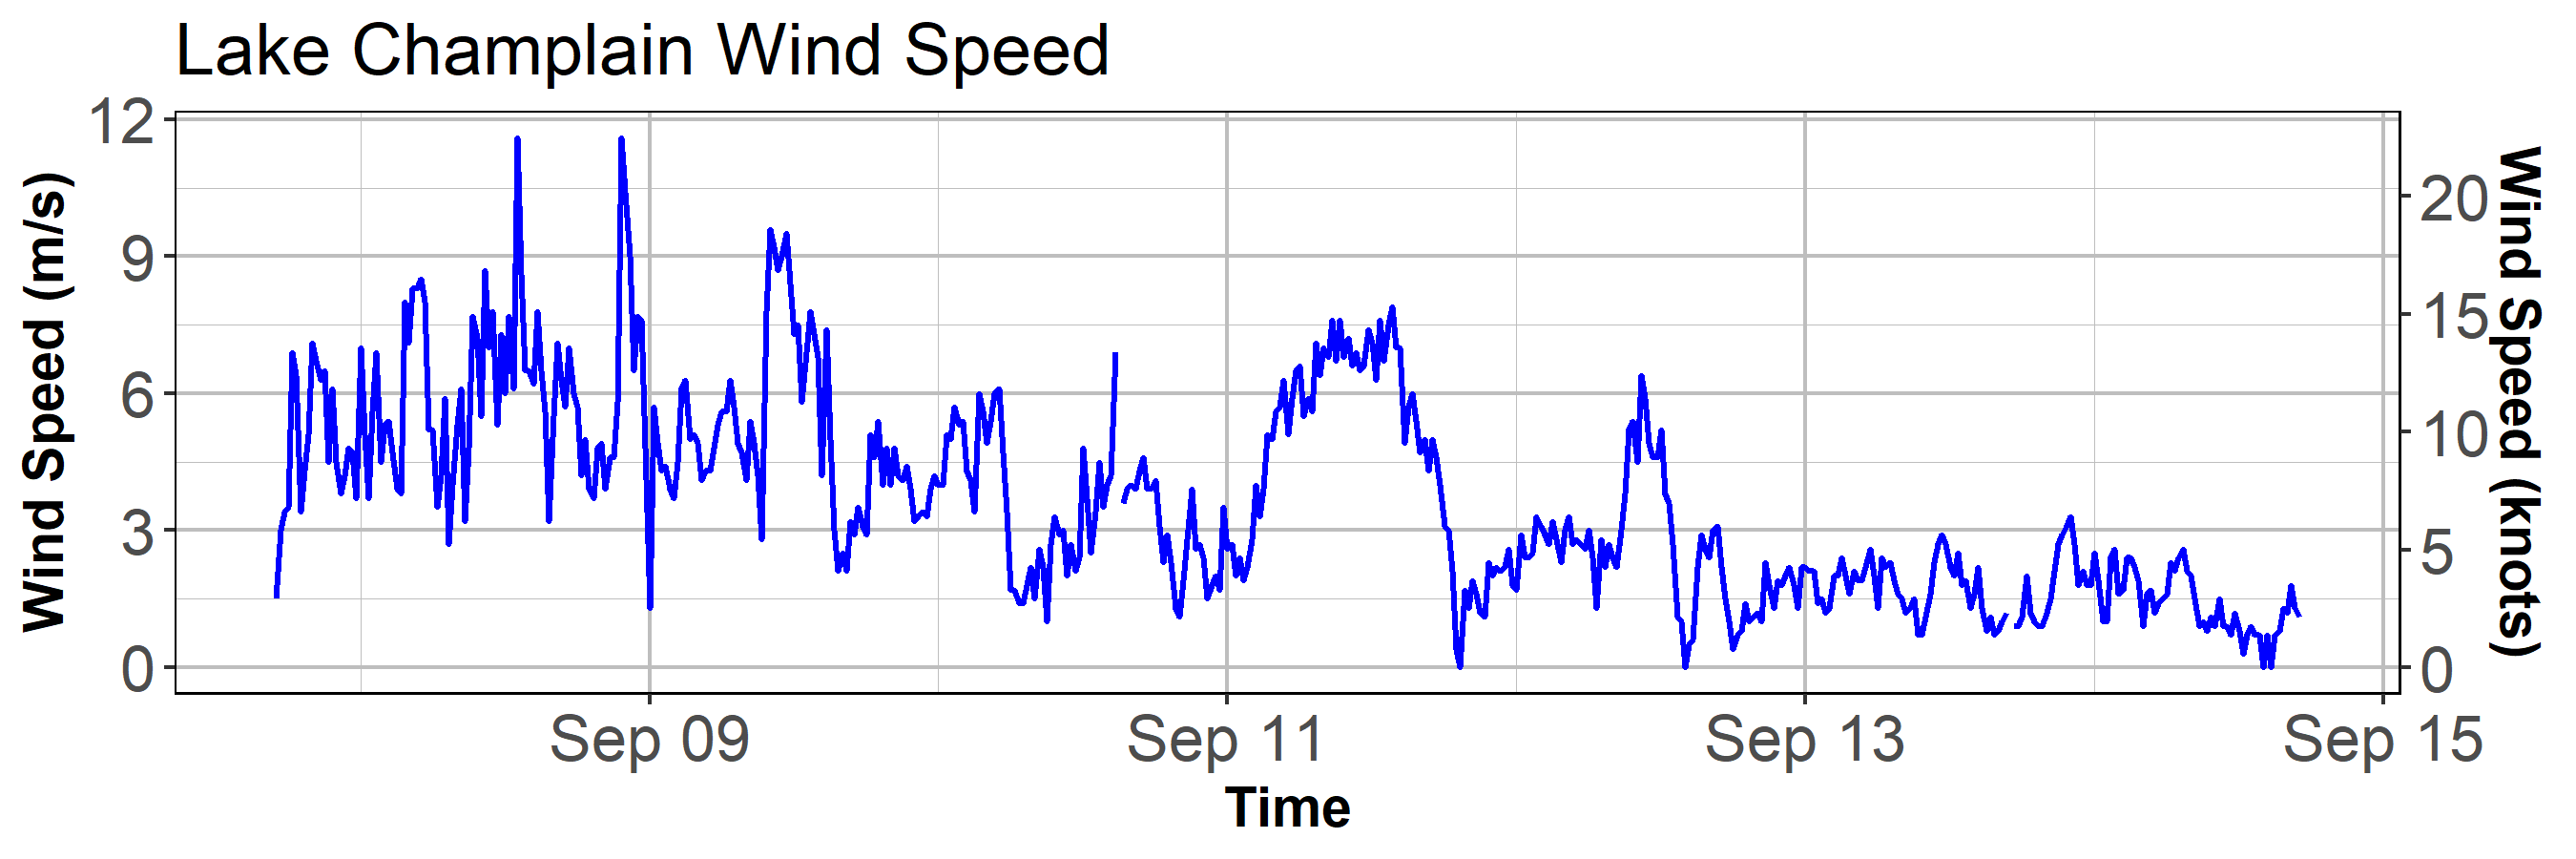 Lake Champlain Wind Speed
Wind Speed (m/s)
12
9
6
3
0
20
15
10
5
0
Wind Speed (knots)
Sep 09
Sep 11
Sep 13
Sep 15
Time